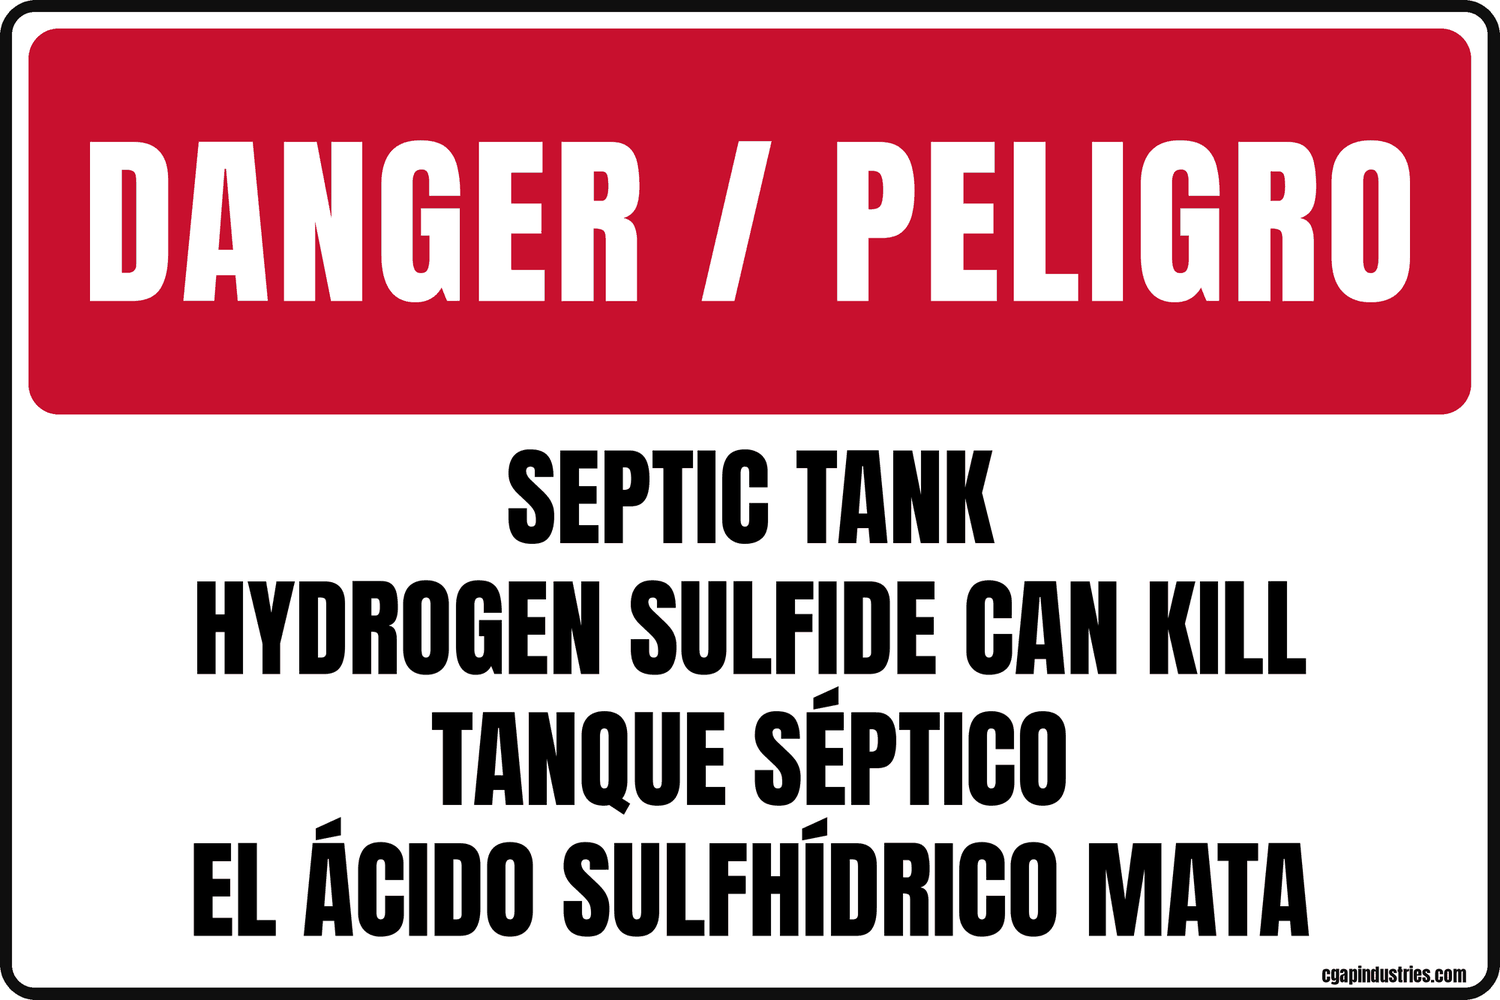 DANGER / PELIGRO
SEPTIC TANK
HYDROGEN SULFIDE CAN KILL
TANQUE SÉPTICO
EL ÁCIDO SULFHÍDRICO MATA
cgapindustries.com